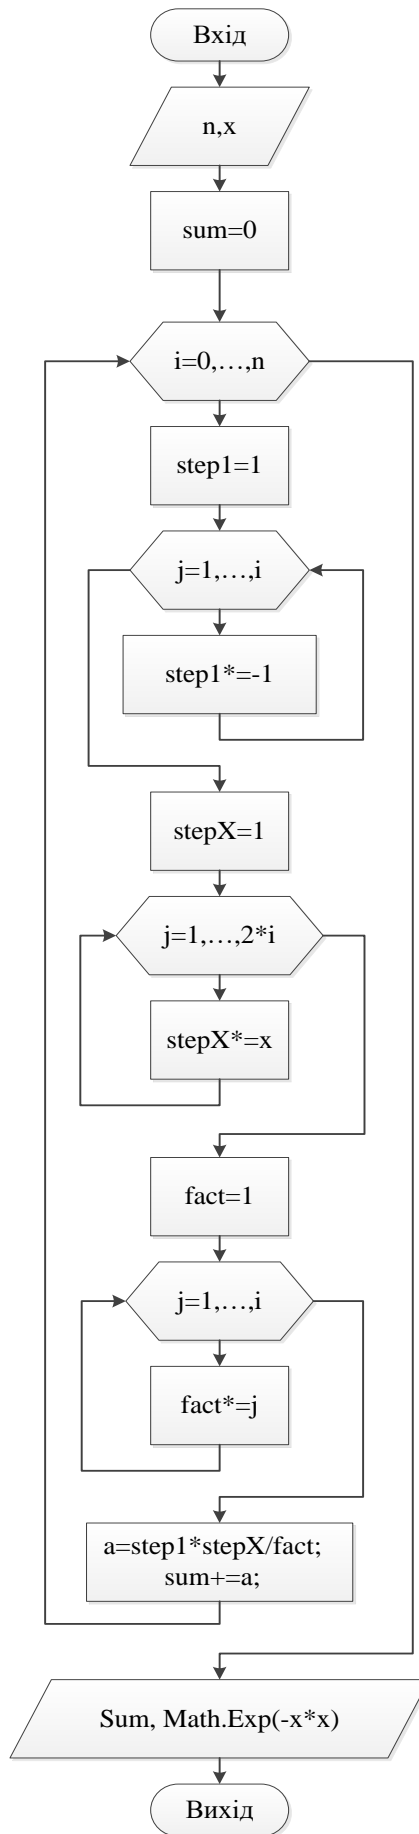 Вхід
n,x
sum=0
i=0,…,n
step1=1
j=1,…,i
step1*=-1
stepX=1
j=1,…,2*i
stepX*=x
fact=1
j=1,…,i
fact*=j
a=step1*stepX/fact;
sum+=a;
Sum, Math.Exp(-x*x)
Вихід